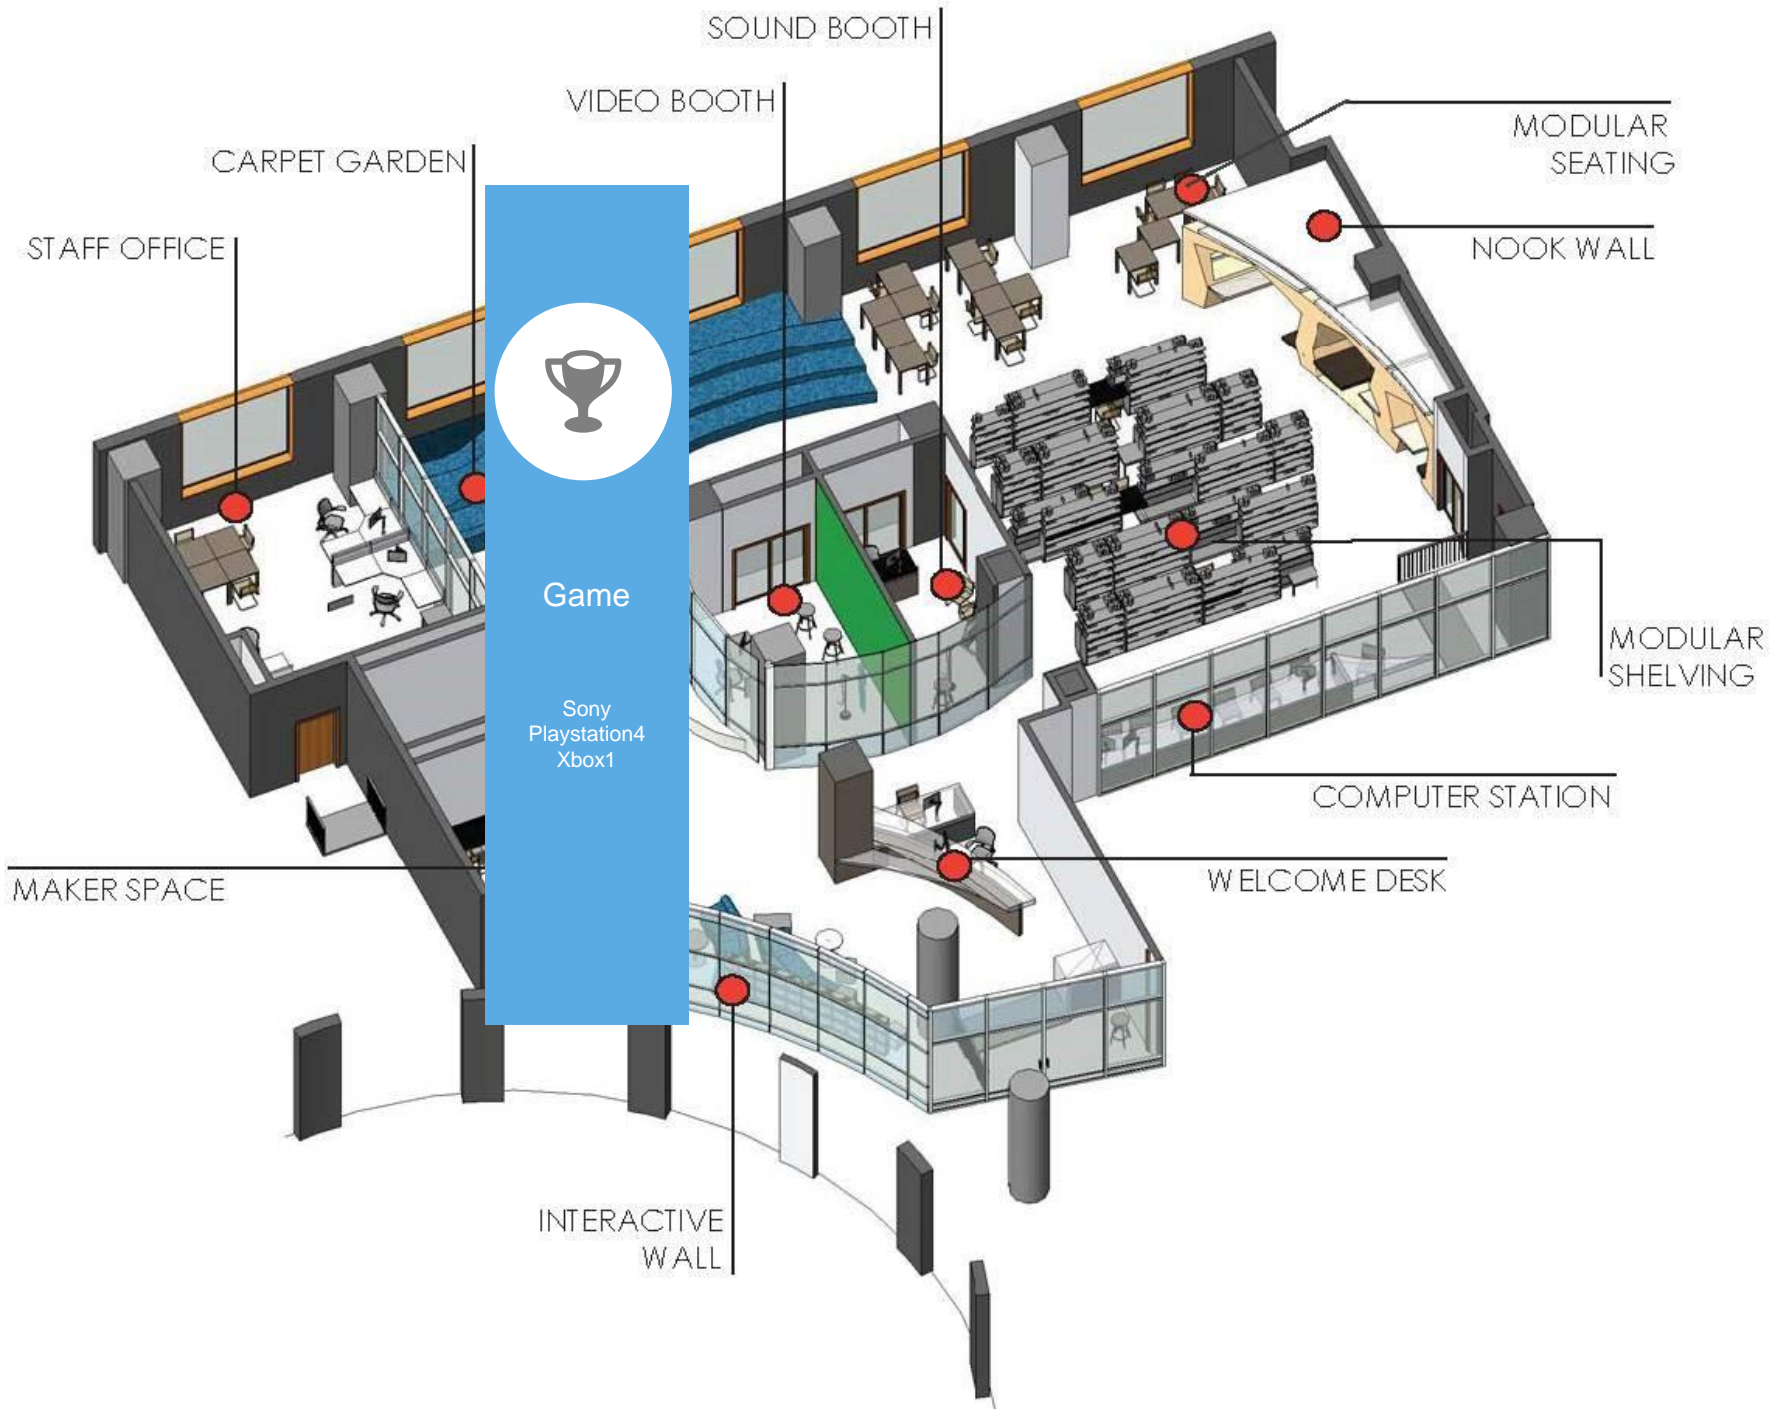 SOUND BOOTH
VIDEO BOOTH
CARPET GARDEN
STAFF OFFICE
MODULAR
SEATING
NOOK WALL
Game
Sony
Playstation4
Xbox1
MODULAR
SHELVING
COMPUTER STATION
WELCOME DESK
MAKER SPACE
INTERACTIVE
WALL